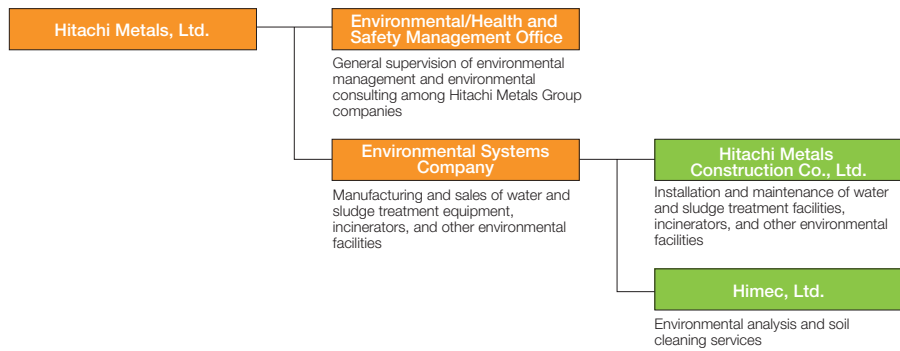 Hitachi Metals, Ltd.
Environmental/Health and
Safety Management Office
General supervision of environmental
management and environmental
consulting among Hitachi Metals Group
companies
Environmental Systems
Company
Manufacturing and sales of water and
sludge treatment equipment,
incinerators, and other environmental
facilities
Hitachi Metals
Construction Co., Ltd.
Installation and maintenance of water
and sludge treatment facilities,
incinerators, and other environmental
facilities
Himec, Ltd.
Environmental analysis and soil
cleaning services